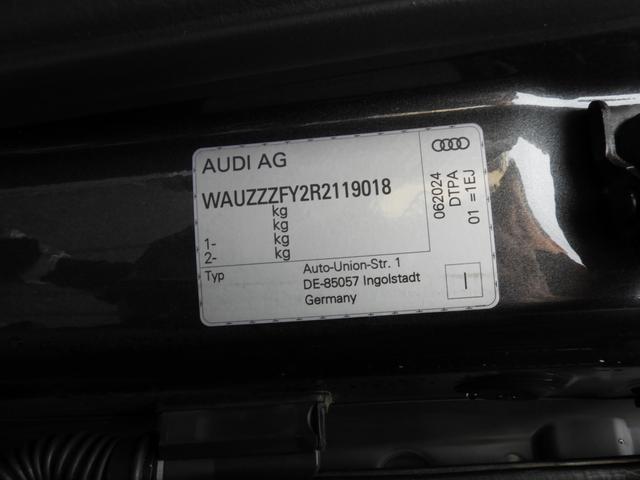 AUDI AG
WAUZZZFY2R2119018
kg
kg
1- kg
2- kg
Typ
Auto-Union-Str. 1
DE-85057 Ingolstadt
Germany
062024
DTPA
01 =1EJ
I